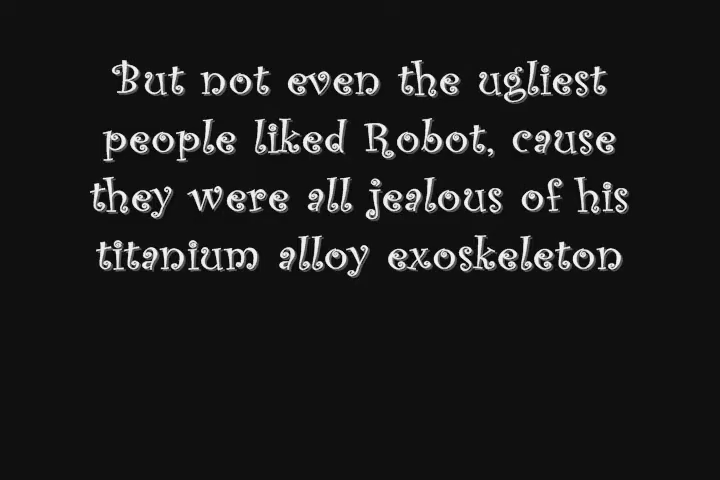 But not even the ugliest
people liked Robot, cause
they were all jealous of his
titanium alloy exoskeleton